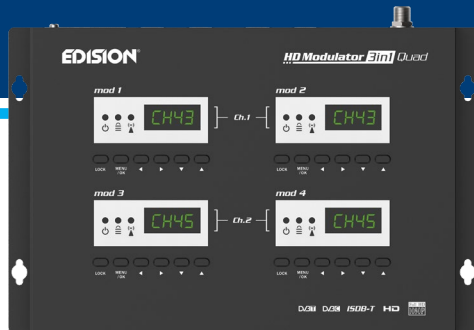 EDISION
HD Modulator 3in1 Quad
mod 1
mod 2
CH43
Ch.1
CH43
LOCK MENU /OK
LOCK MENU /OK
mod 3
mod 4
CH45
Ch.2
CH45
LOCK MENU /OK
LOCK MENU /OK
DVB-T DVB-C ISDB-T HD